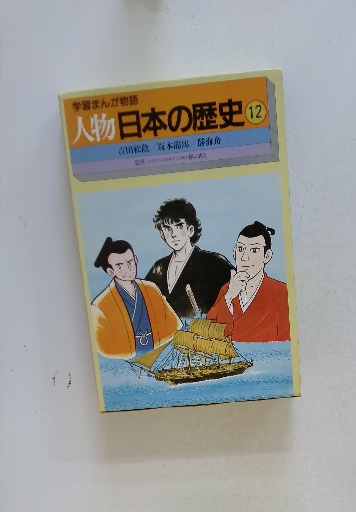 学習まんが物語
人物日本の歴史 12
吉田松陰／坂本龍馬／勝海舟